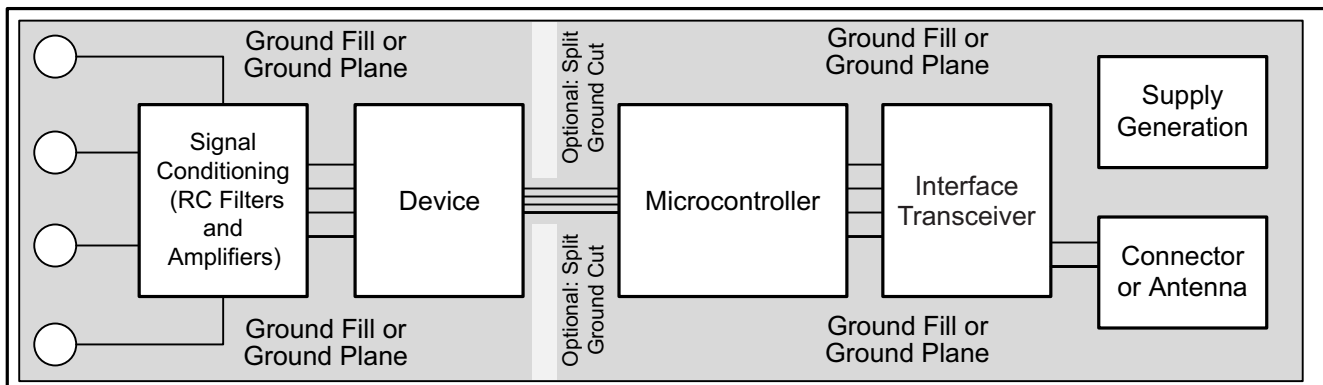 Ground Fill or
Ground Plane
Optional: Split
Ground Cut
Ground Fill or
Ground Plane
Supply
Generation
Signal
Conditioning
(RC Filters
and
Amplifiers)
Device
Microcontroller
Interface
Transceiver
Connector
or Antenna
Ground Fill or
Ground Plane
Optional: Split
Ground Cut
Ground Fill or
Ground Plane